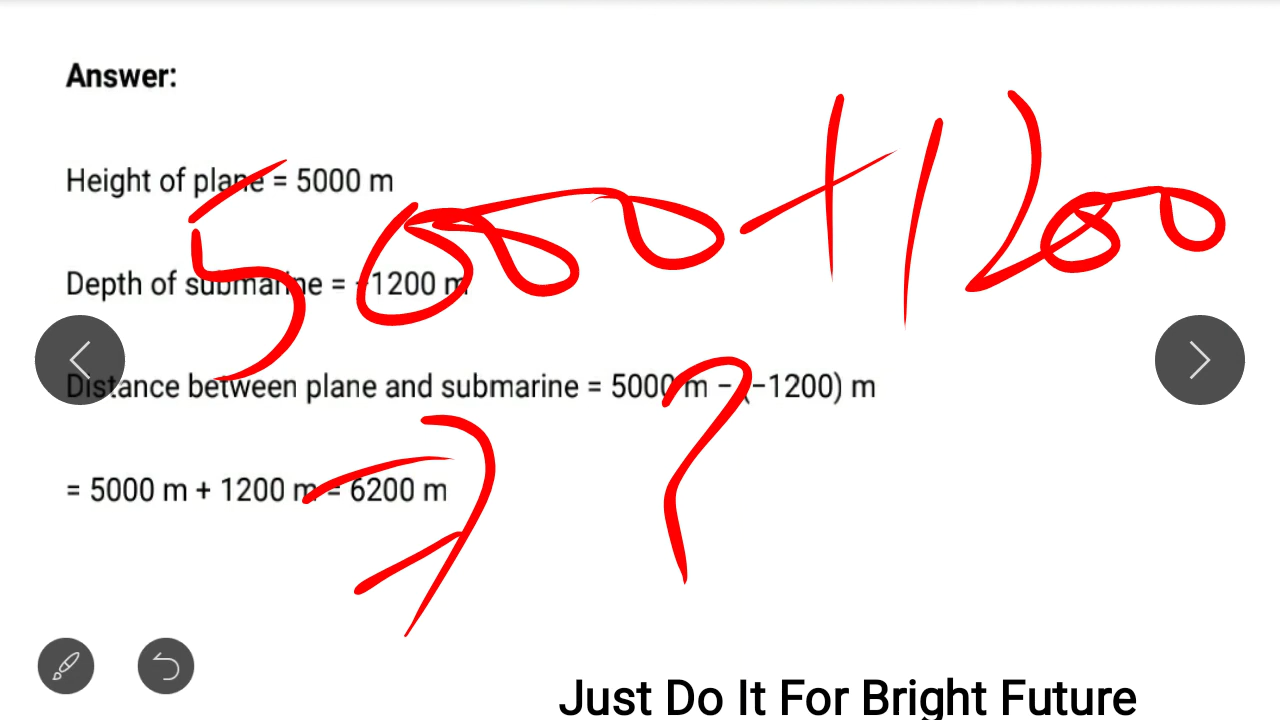 Answer:
Height of plane = 5000 m
5000+1200
Depth of submarine = -1200 m
Distance between plane and submarine = 5000 m − (−1200) m
?
= 5000 m + 1200 m = 6200 m
Just Do It For Bright Future